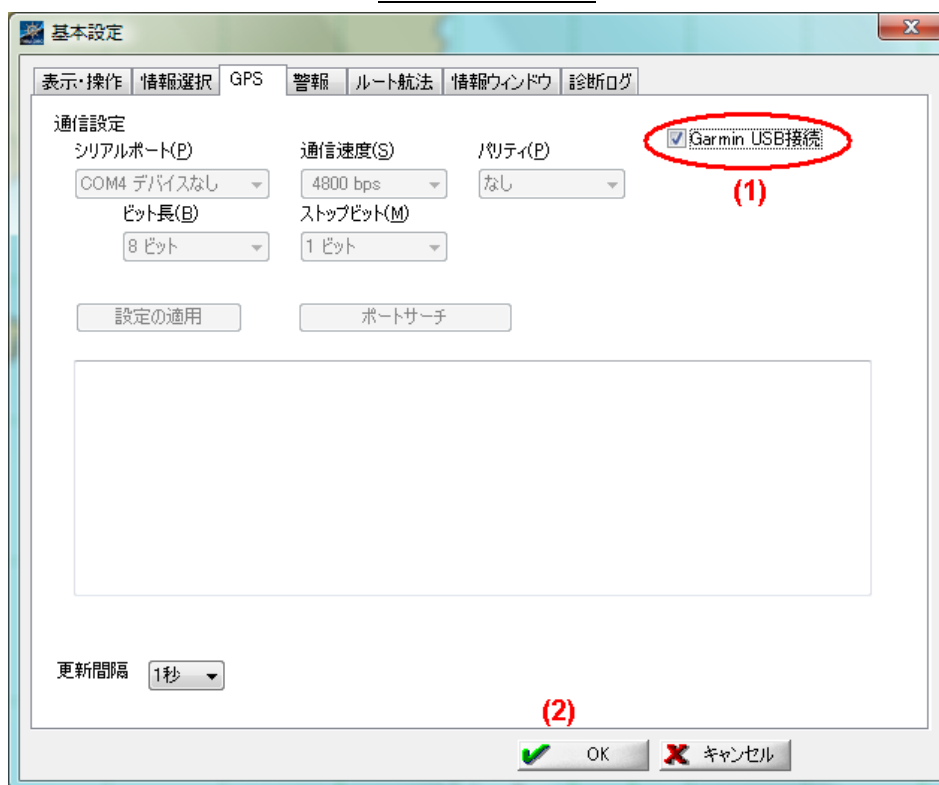 基本設定
x
表示・操作 情報選択 GPS 警報 ルート航法 情報ウィンドウ 診断ログ
通信設定
Garmin USB接続
シリアルポート(P) 通信速度(S) パリティ(P)
COM4 デバイスなし 4800 bps なし
(1)
ビット長(B) ストップビット(M)
8 ビット 1 ビット
設定の適用 ポートサーチ
更新間隔 1秒
(2)
OK キャンセル